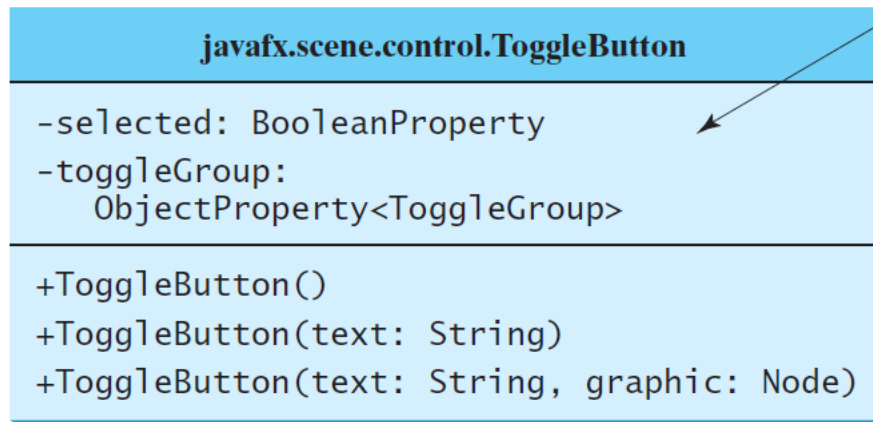 javafx.scene.control.ToggleButton
-selected: BooleanProperty
-toggleGroup:
ObjectProperty<ToggleGroup>
+ToggleButton()
+ToggleButton(text: String)
+ToggleButton(text: String, graphic: Node)